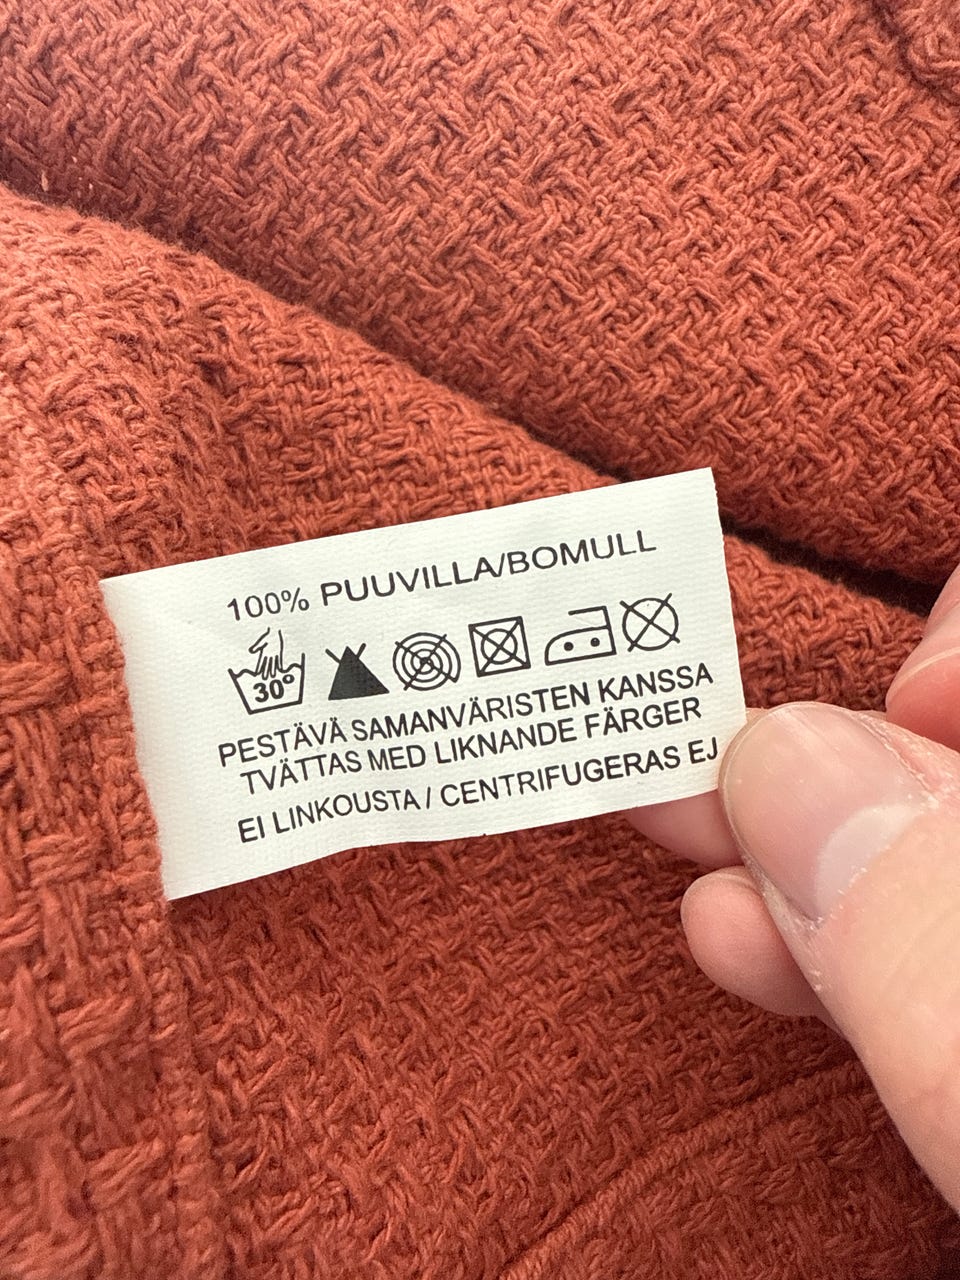 100% PUUVILLA/BOMULL
30°
PESTÄVÄ SAMANVÄRISTEN KANSSA
TVÄTTAS MED LIKNANDE FÄRGER
EI LINKOUSTA / CENTRIFUGERAS EJ